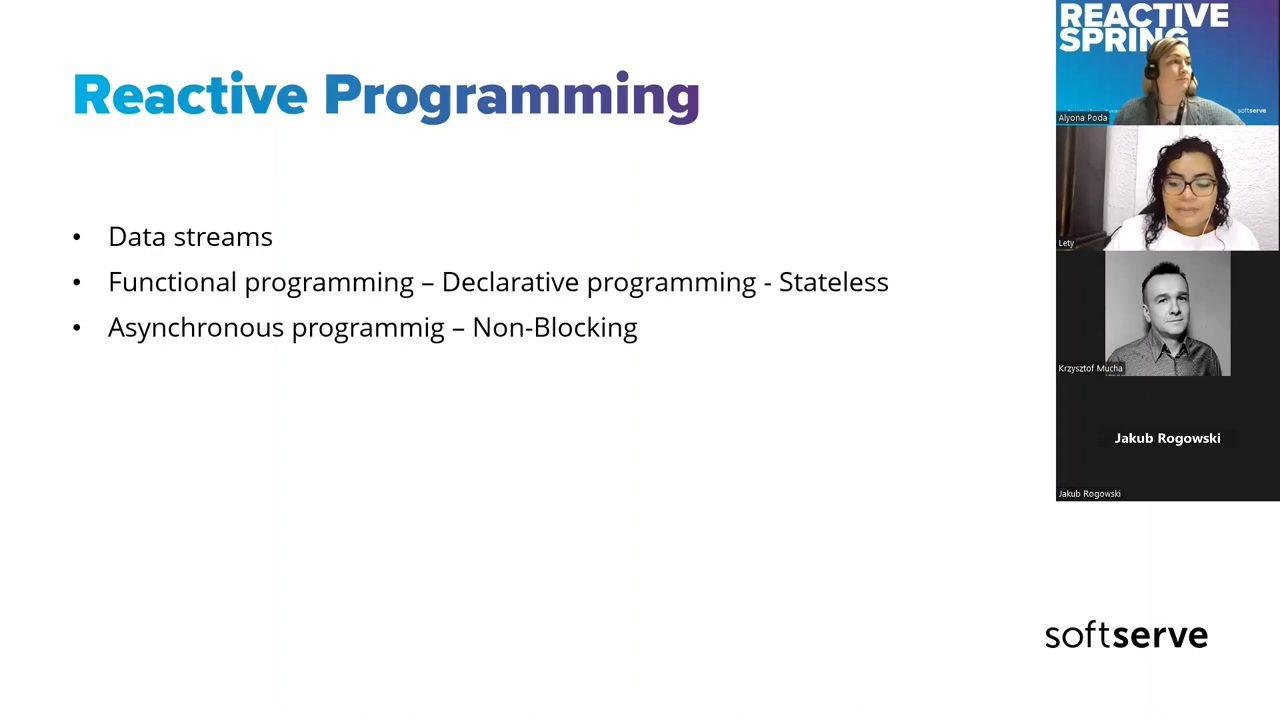 Reactive Programming
• Data streams
• Functional programming – Declarative programming - Stateless
• Asynchronous programmig – Non-Blocking
REACTIVE
SPRING
softserve
Alyona Poda
Lety
Krzysztof Mucha
Jakub Rogowski
Jakub Rogowski
softserve